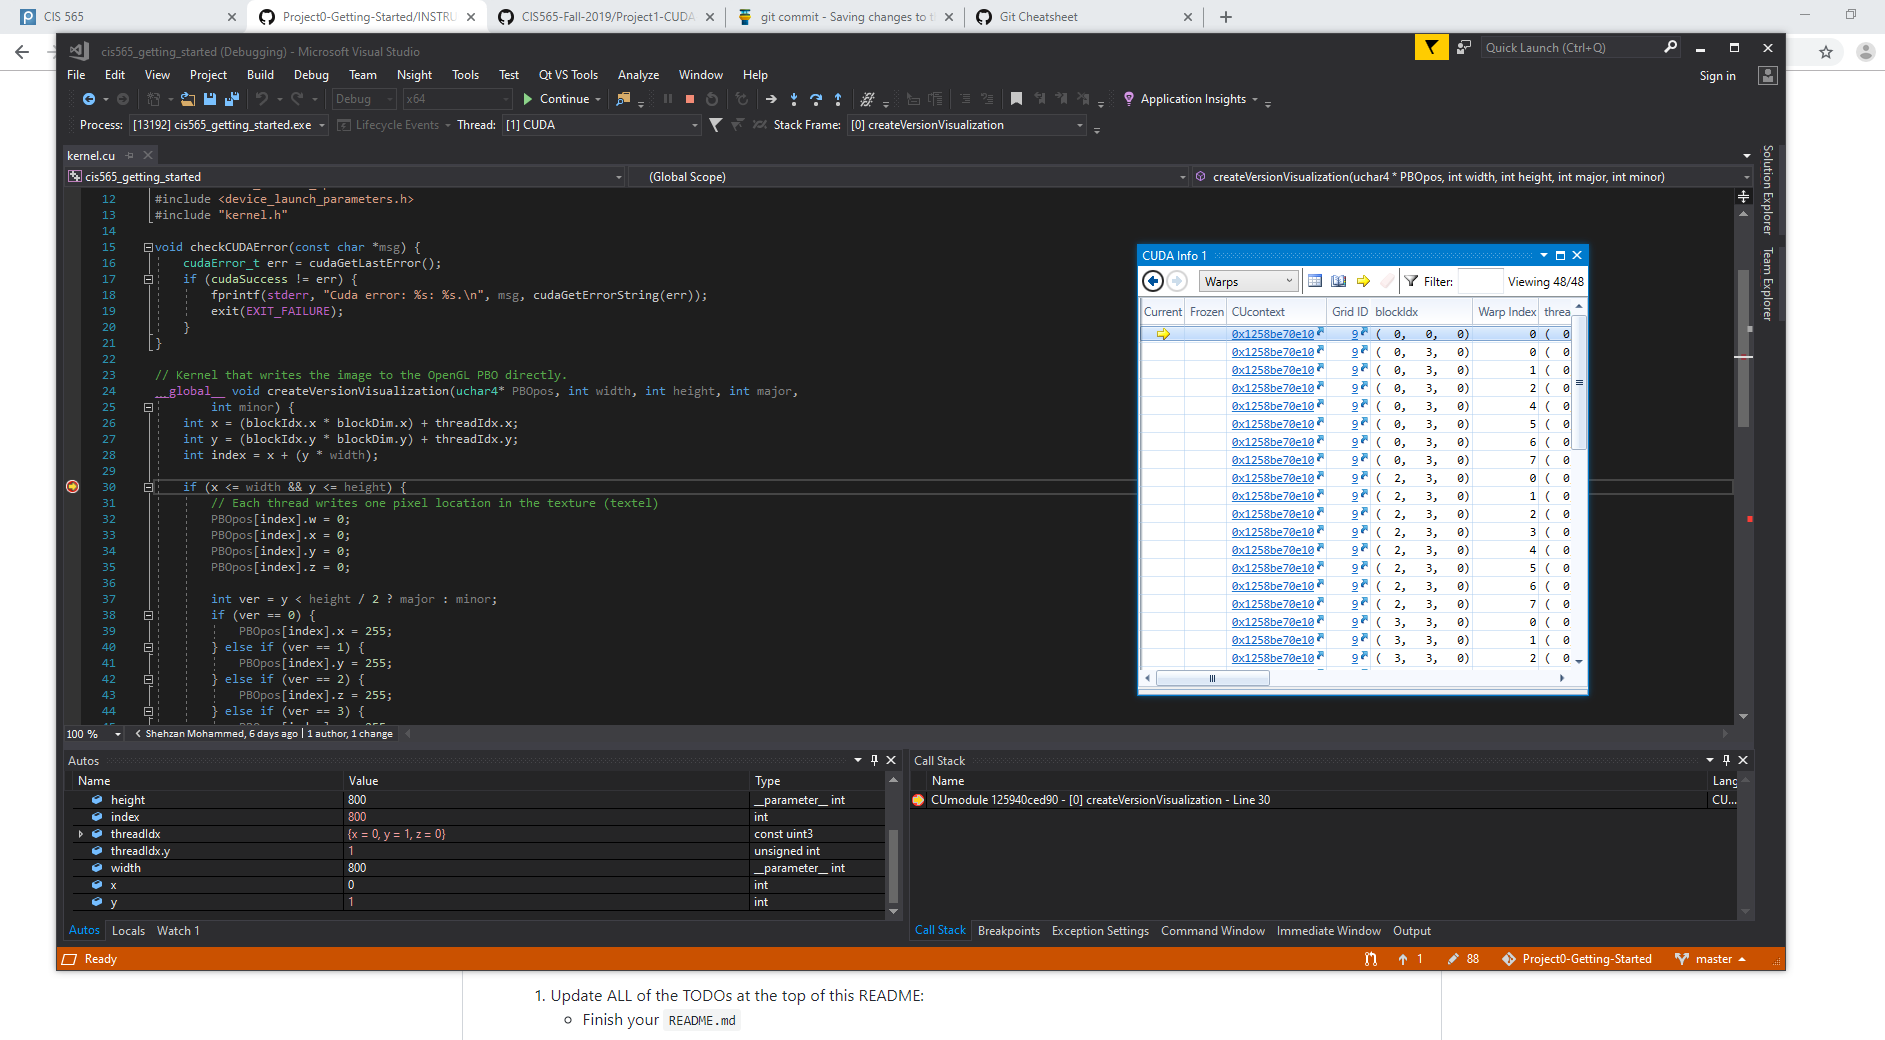 CIS 565
Project0-Getting-Started/INSTRU
CIS565-Fall-2019/Project1-CUDA
git commit - Saving changes to t
Git Cheatsheet
cis565_getting_started (Debugging) - Microsoft Visual Studio
Quick Launch (Ctrl+Q)
File Edit View Project Build Debug Team Nsight Tools Test Qt VS Tools Analyze Window Help
Sign in
Debug x64 Continue Application Insights
Process: [13192] cis565_getting_started.exe Lifecycle Events Thread: [1] CUDA Stack Frame: [0] createVersionVisualization
kernel.cu
cis565_getting_started (Global Scope) createVersionVisualization(uchar4 * PBOpos, int width, int height, int major, int minor)
Solution Explorer
Team Explorer
12 #include <device_launch_parameters.h>
13 #include "kernel.h"
14
15 void checkCUDAError(const char *msg) {
16 cudaError_t err = cudaGetLastError();
17 if (cudaSuccess != err) {
18 fprintf(stderr, "Cuda error: %s: %s.\n", msg, cudaGetErrorString(err));
19 exit(EXIT_FAILURE);
20 }
21 }
22
23 // Kernel that writes the image to the OpenGL PBO directly.
24 __global__ void createVersionVisualization(uchar4* PBOpos, int width, int height, int major,
25 int minor) {
26 int x = (blockIdx.x * blockDim.x) + threadIdx.x;
27 int y = (blockIdx.y * blockDim.y) + threadIdx.y;
28 int index = x + (y * width);
29
30 if (x <= width && y <= height) {
31 // Each thread writes one pixel location in the texture (textel)
32 PBOpos[index].w = 0;
33 PBOpos[index].x = 0;
34 PBOpos[index].y = 0;
35 PBOpos[index].z = 0;
36
37 int ver = y < height / 2 ? major : minor;
38 if (ver == 0) {
39 PBOpos[index].x = 255;
40 } else if (ver == 1) {
41 PBOpos[index].y = 255;
42 } else if (ver == 2) {
43 PBOpos[index].z = 255;
44 } else if (ver == 3) {
CUDA Info 1
Warps Filter: Viewing 48/48
Current Frozen CUcontext Grid ID blockIdx Warp Index threa
0x1258be70e10 9 ( 0, 0, 0) 0 ( 0
0x1258be70e10 9 ( 0, 3, 0) 0 ( 0
0x1258be70e10 9 ( 0, 3, 0) 1 ( 0
0x1258be70e10 9 ( 0, 3, 0) 2 ( 0
0x1258be70e10 9 ( 0, 3, 0) 4 ( 0
0x1258be70e10 9 ( 0, 3, 0) 5 ( 0
0x1258be70e10 9 ( 0, 3, 0) 6 ( 0
0x1258be70e10 9 ( 0, 3, 0) 7 ( 0
0x1258be70e10 9 ( 2, 3, 0) 0 ( 0
0x1258be70e10 9 ( 2, 3, 0) 1 ( 0
0x1258be70e10 9 ( 2, 3, 0) 2 ( 0
0x1258be70e10 9 ( 2, 3, 0) 3 ( 0
0x1258be70e10 9 ( 2, 3, 0) 4 ( 0
0x1258be70e10 9 ( 2, 3, 0) 5 ( 0
0x1258be70e10 9 ( 2, 3, 0) 6 ( 0
0x1258be70e10 9 ( 2, 3, 0) 7 ( 0
0x1258be70e10 9 ( 3, 3, 0) 0 ( 0
0x1258be70e10 9 ( 3, 3, 0) 1 ( 0
0x1258be70e10 9 ( 3, 3, 0) 2 ( 0
100 % Shehzan Mohammed, 6 days ago | 1 author, 1 change
Autos
Name Value Type
height 800 __parameter__ int
index 800 int
threadIdx {x = 0, y = 1, z = 0} const uint3
threadIdx.y 1 unsigned int
width 800 __parameter__ int
x 0 int
y 1 int
Autos Locals Watch 1
Call Stack
Name Lang
CUmodule 125940ced90 - [0] createVersionVisualization - Line 30 CU...
Call Stack Breakpoints Exception Settings Command Window Immediate Window Output
Ready 1 88 Project0-Getting-Started master
1. Update ALL of the TODOs at the top of this README:
Finish your README.md